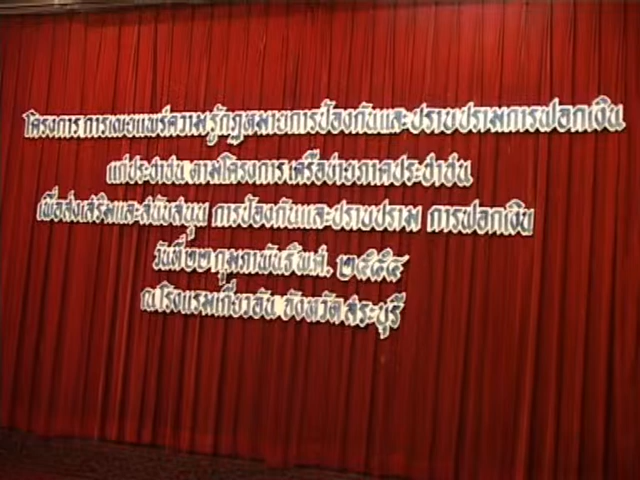 โครงการ การเผยแพร่ความรู้กฎหมายการป้องกันและปราบปรามการฟอกเงิน
แก่ประชาชน ตามโครงการ เครือข่ายภาคประชาชน
เพื่อส่งเสริมและสนับสนุน การป้องกันและปราบปราม การฟอกเงิน
วันที่ ๒๒ กุมภาพันธ์ พ.ศ. ๒๕๕๔
ณ โรงแรมเกี่ยวอัน จังหวัด สระบุรี